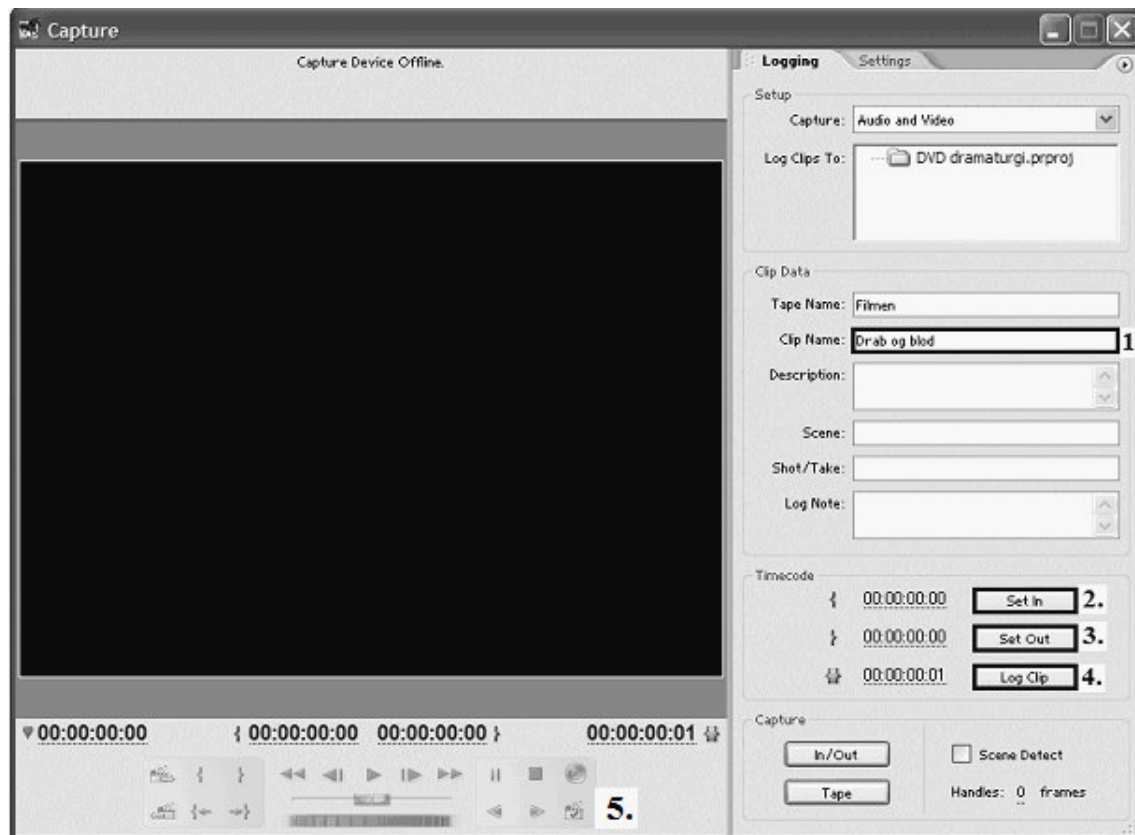 Capture
Capture Device Offline.
Logging Settings
Setup
Capture: Audio and Video
Log Clips To: DVD dramaturgi.prproj
Clip Data
Tape Name: Filmen
Clip Name: Drab og blod 1.
Description:
Scene:
Shot/Take:
Log Note:
Timecode
{ 00:00:00:00 Set In 2.
} 00:00:00:00 Set Out 3.
{} 00:00:00:01 Log Clip 4.
00:00:00:00 { 00:00:00:00 00:00:00:00 } 00:00:00:01 {}
Capture
In/Out Scene Detect
Tape Handles: 0 frames
5.